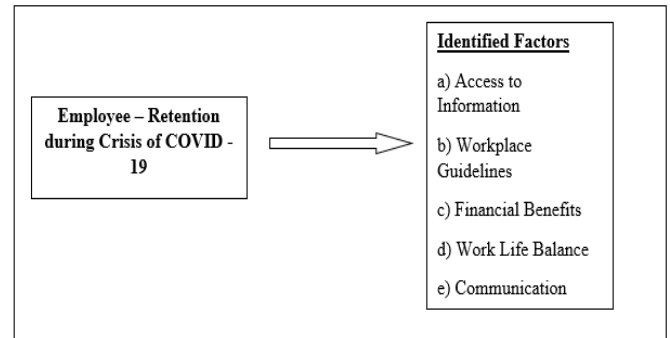 Employee – Retention
during Crisis of COVID -
19
Identified Factors
a) Access to
Information
b) Workplace
Guidelines
c) Financial Benefits
d) Work Life Balance
e) Communication